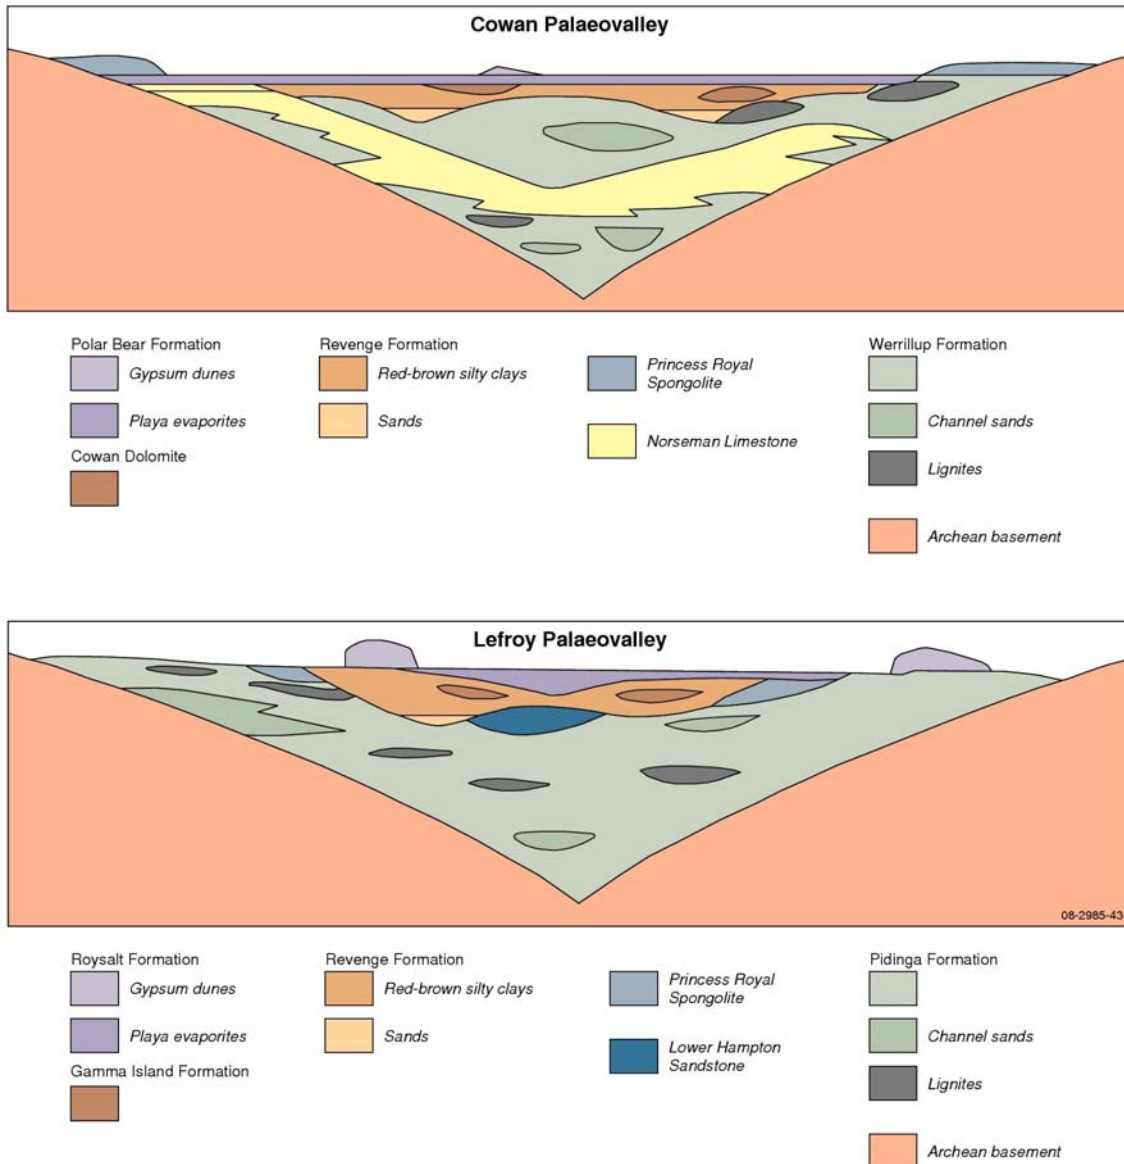 Cowan Palaeovalley
Polar Bear Formation
Gypsum dunes
Playa evaporites
Cowan Dolomite
Revenge Formation
Red-brown silty clays
Sands
Princess Royal
Spongolite
Norseman Limestone
Werrillup Formation
Channel sands
Lignites
Archean basement
Lefroy Palaeovalley
08-2985-43
Roysalt Formation
Gypsum dunes
Playa evaporites
Gamma Island Formation
Revenge Formation
Red-brown silty clays
Sands
Princess Royal
Spongolite
Lower Hampton
Sandstone
Pidinga Formation
Channel sands
Lignites
Archean basement